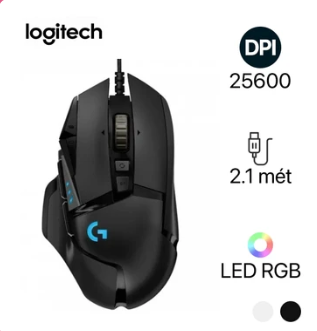 logitech
DPI
25600
2.1 mét
LED RGB
G